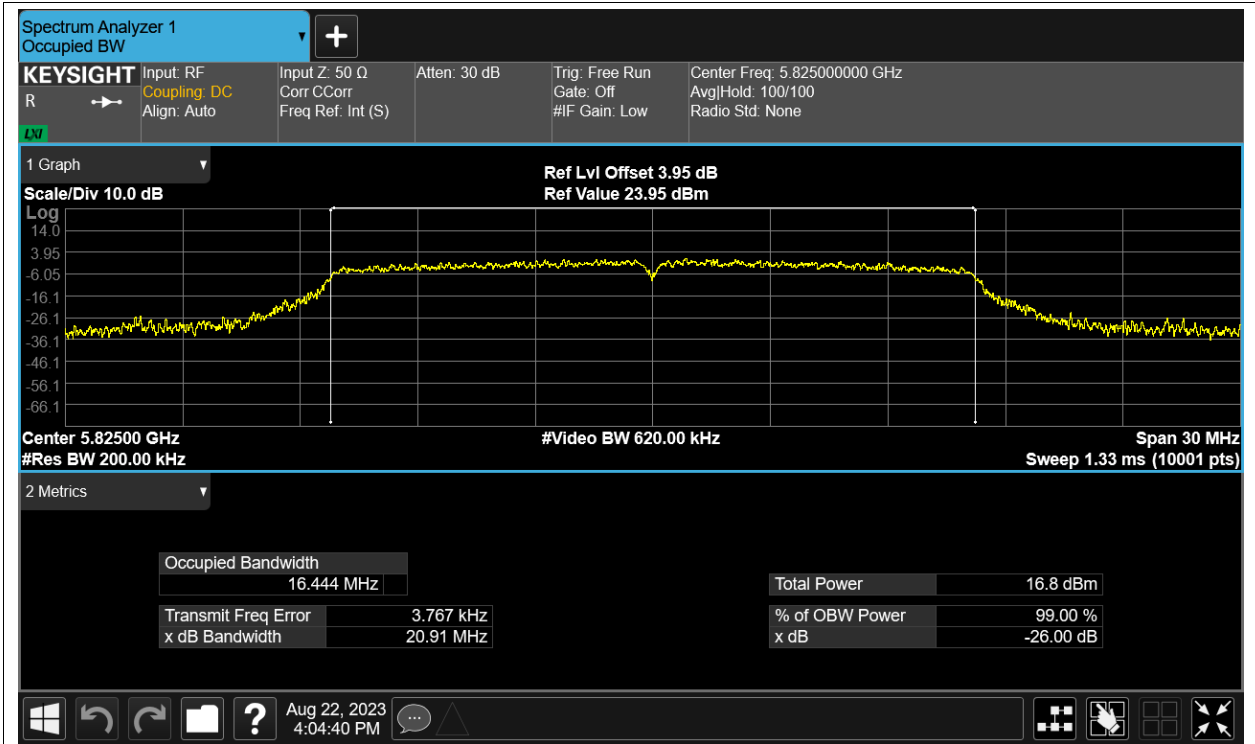 Spectrum Analyzer 1
Occupied BW
KEYSIGHT
R
LXI
Input: RF
Coupling: DC
Align: Auto
Input Z: 50 Ω
Corr CCorr
Freq Ref: Int (S)
Atten: 30 dB
Trig: Free Run
Gate: Off
#IF Gain: Low
Center Freq: 5.825000000 GHz
Avg|Hold: 100/100
Radio Std: None
1 Graph
Scale/Div 10.0 dB
Ref Lvl Offset 3.95 dB
Ref Value 23.95 dBm
Log
14.0
3.95
-6.05
-16.1
-26.1
-36.1
-46.1
-56.1
-66.1
Center 5.82500 GHz
#Video BW 620.00 kHz
Span 30 MHz
#Res BW 200.00 kHz
Sweep 1.33 ms (10001 pts)
2 Metrics
Occupied Bandwidth
16.444 MHz
Transmit Freq Error 3.767 kHz
x dB Bandwidth 20.91 MHz
Total Power 16.8 dBm
% of OBW Power 99.00 %
x dB -26.00 dB
?
Aug 22, 2023
4:04:40 PM